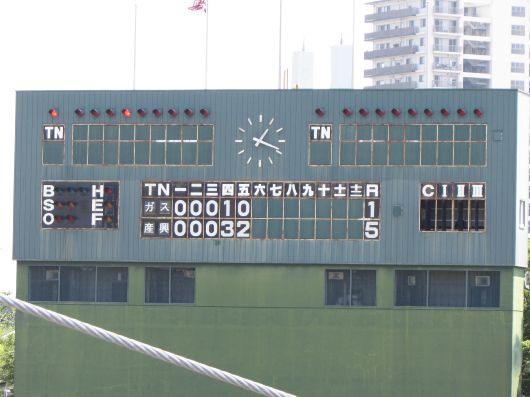 TN TN
B H
S E
O F
TN 一 二 三 四 五 六 七 八 九 十 士 圭 R C I II III
ガス 0 0 0 1 0 1
産興 0 0 0 3 2 5